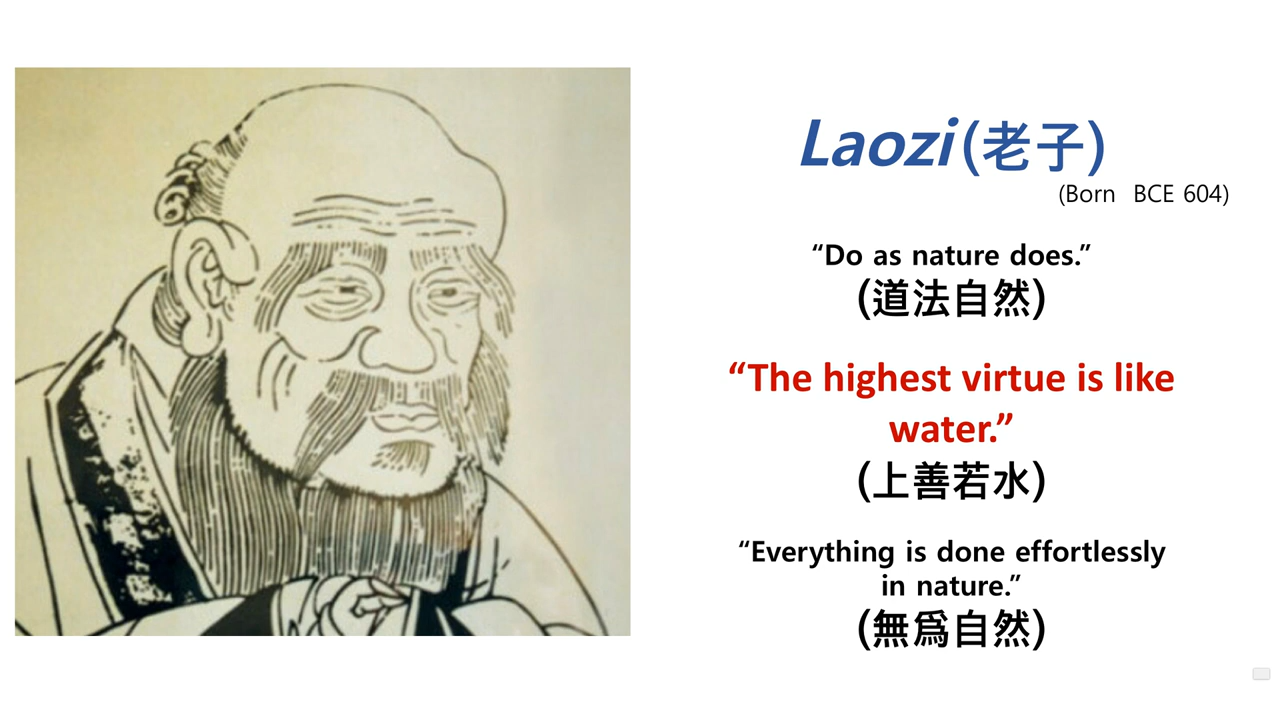 Laozi(老子)
(Born BCE 604)
“Do as nature does.”
(道法自然)
“The highest virtue is like
water.”
(上善若水)
“Everything is done effortlessly
in nature.”
(無爲自然)